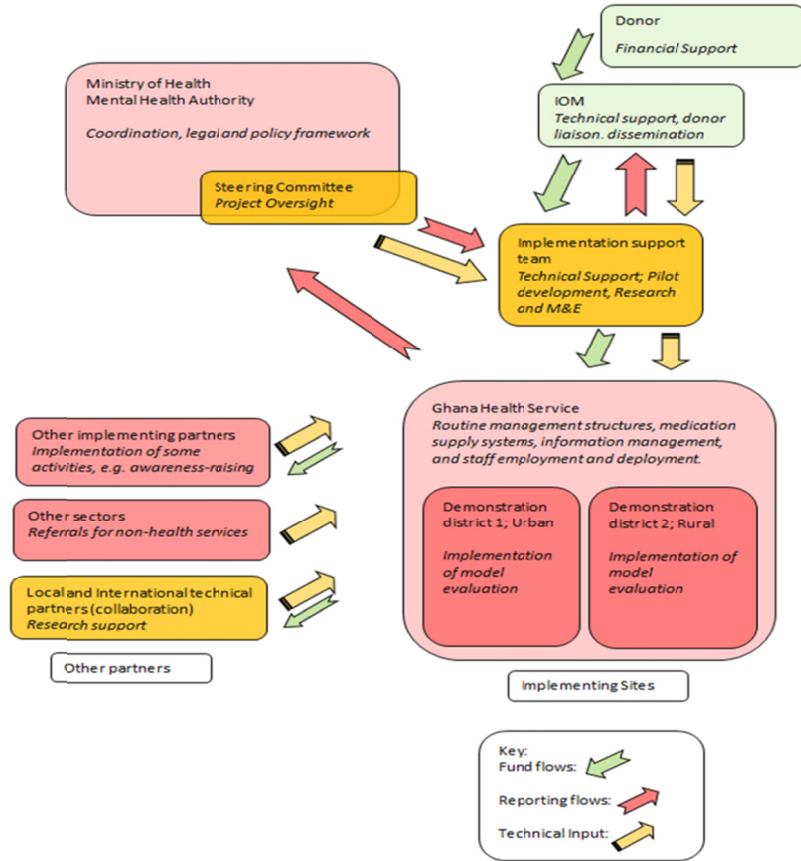 Donor
Financial Support
Ministry of Health
Mental Health Authority
Coordination, legal and policy framework
IOM
Technical support, donor
liaison. dissemination
Steering Committee
Project Oversight
Implementation support
team
Technical Support; Pilot
development, Research
and M&E
Ghana Health Service
Routine management structures, medication
supply systems, information management,
and staff employment and deployment.
Other implementing partners
Implementation of some
activities, e.g. awareness-raising
Other sectors
Referrals for non-health services
Local and International technical
partners (collaboration)
Research support
Other partners
Demonstration
district 1; Urban
Implementation
of model
evaluation
Demonstration
district 2; Rural
Implementation of
model
evaluation
Implementing Sites
Key:
Fund flows:
Reporting flows:
Technical Input: